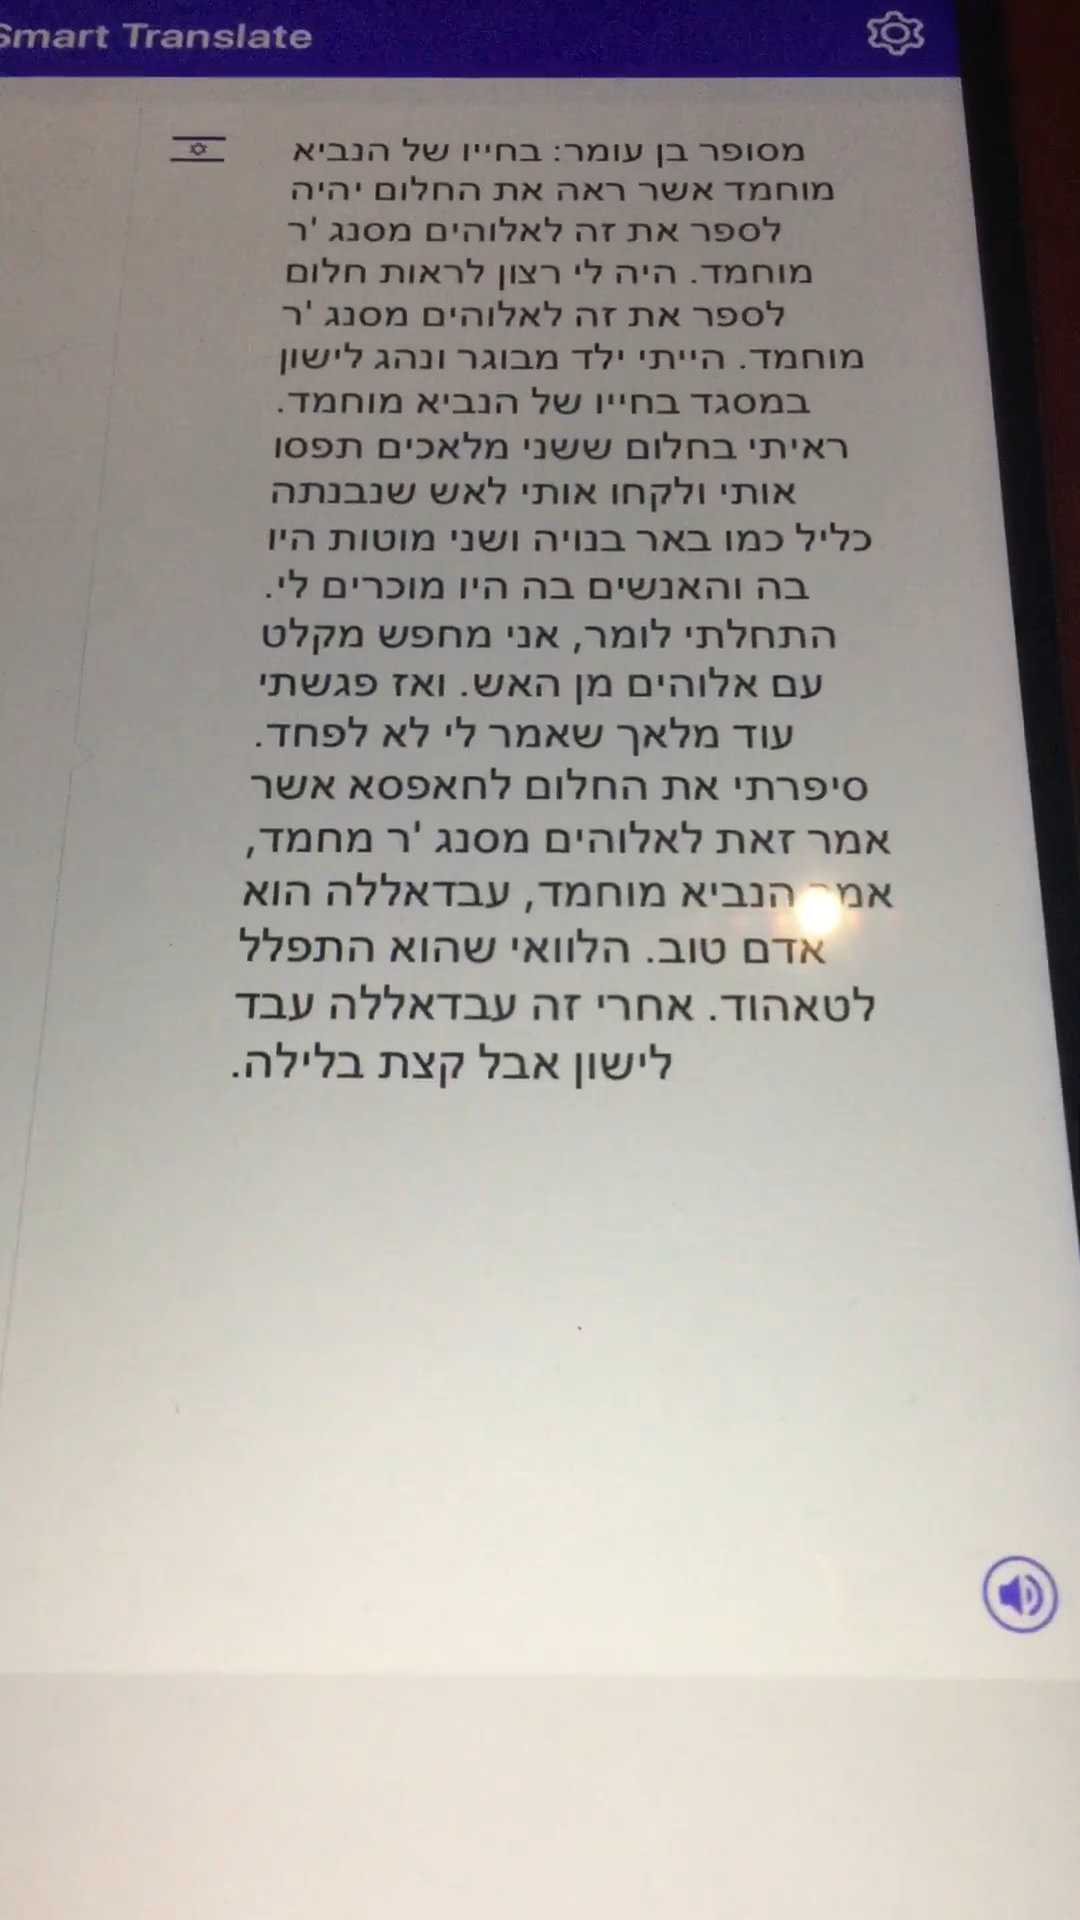 Smart Translate
מסופר בן עומר: בחייו של הנביא
מוחמד אשר ראה את החלום יהיה
לספר את זה לאלוהים מסנג 'ר
מוחמד. היה לי רצון לראות חלום
לספר את זה לאלוהים מסנג 'ר
מוחמד. הייתי ילד מבוגר ונהג לישון
במסגד בחייו של הנביא מוחמד.
ראיתי בחלום ששני מלאכים תפסו
אותי ולקחו אותי לאש שנבנתה
כליל כמו באר בנויה ושני מוטות היו
בה והאנשים בה היו מוכרים לי.
התחלתי לומר, אני מחפש מקלט
עם אלוהים מן האש. ואז פגשתי
עוד מלאך שאמר לי לא לפחד.
סיפרתי את החלום לחאפסא אשר
אמר זאת לאלוהים מסנג 'ר מחמד,
אמר הנביא מוחמד, עבדאללה הוא
אדם טוב. הלוואי שהוא התפלל
לטאהוד. אחרי זה עבדאללה עבד
לישון אבל קצת בלילה.